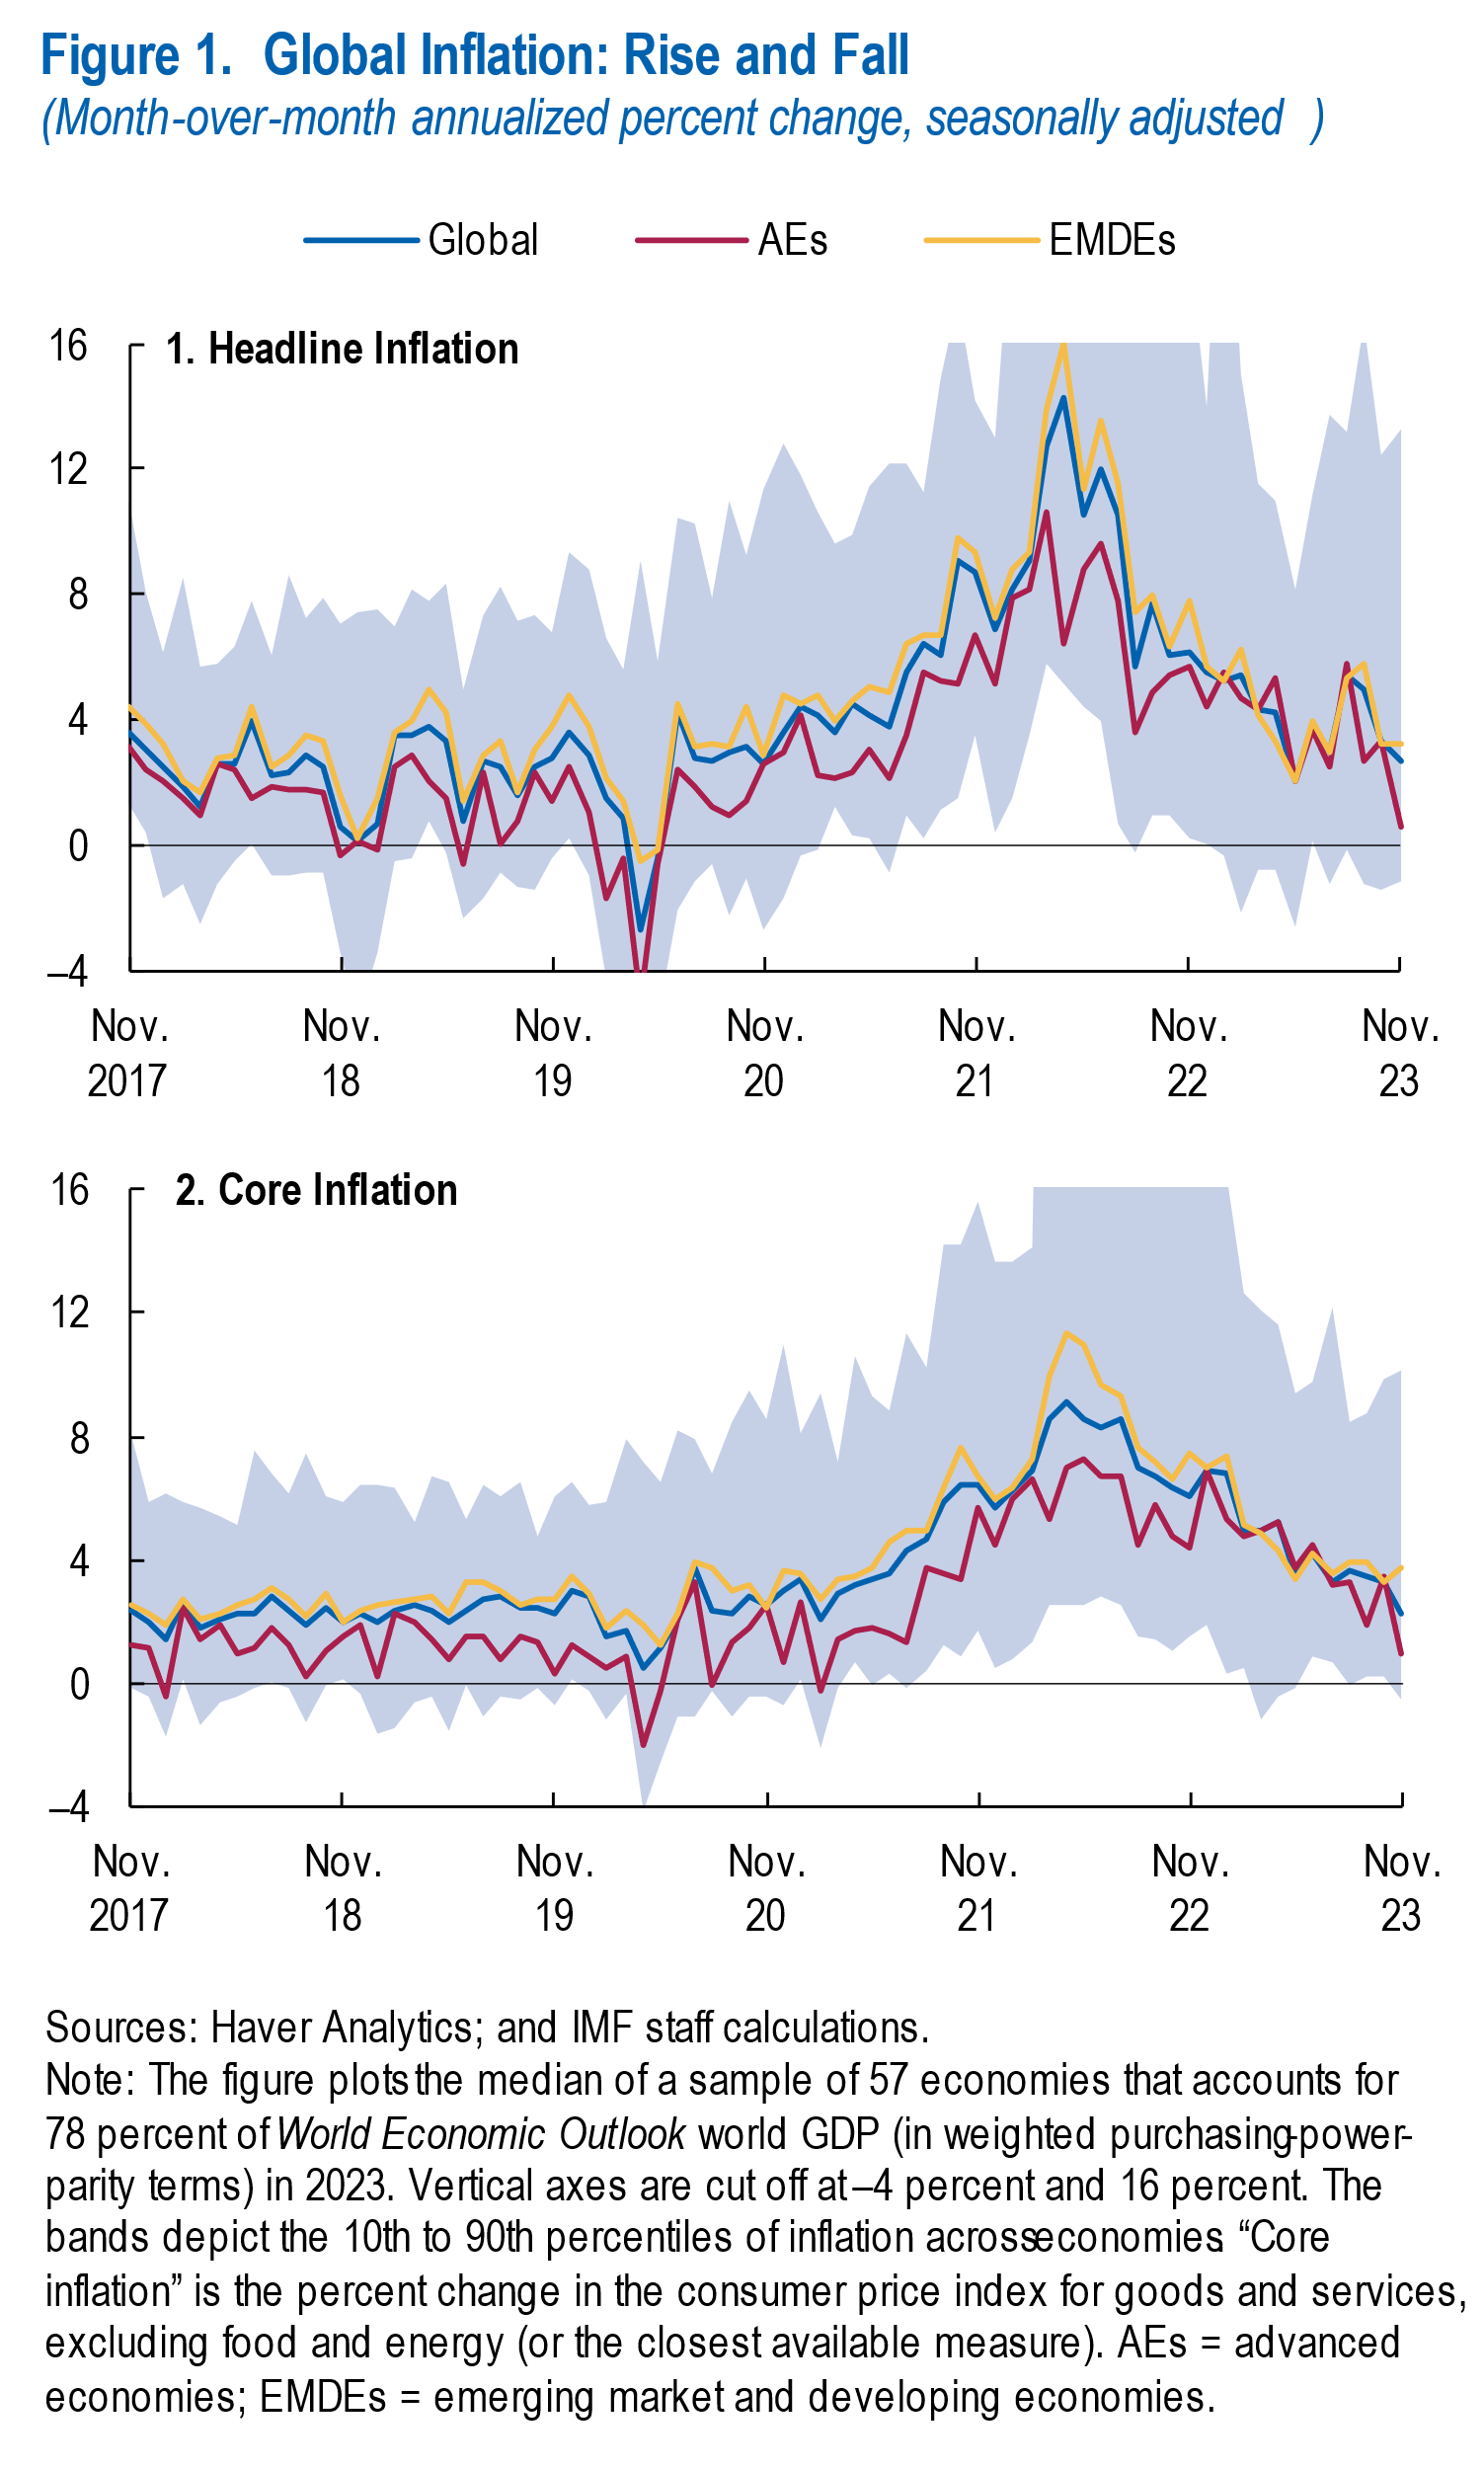 Figure 1. Global Inflation: Rise and Fall
(Month-over-month annualized percent change, seasonally adjusted )
Global AEs EMDEs
1. Headline Inflation
16
12
8
4
0
–4
Nov. Nov. Nov. Nov. Nov. Nov. Nov.
2017 18 19 20 21 22 23
2. Core Inflation
16
12
8
4
0
–4
Nov. Nov. Nov. Nov. Nov. Nov. Nov.
2017 18 19 20 21 22 23
Sources: Haver Analytics; and IMF staff calculations.
Note: The figure plots the median of a sample of 57 economies that accounts for
78 percent of World Economic Outlook world GDP (in weighted purchasing-power-
parity terms) in 2023. Vertical axes are cut off at –4 percent and 16 percent. The
bands depict the 10th to 90th percentiles of inflation across economies. “Core
inflation” is the percent change in the consumer price index for goods and services,
excluding food and energy (or the closest available measure). AEs = advanced
economies; EMDEs = emerging market and developing economies.